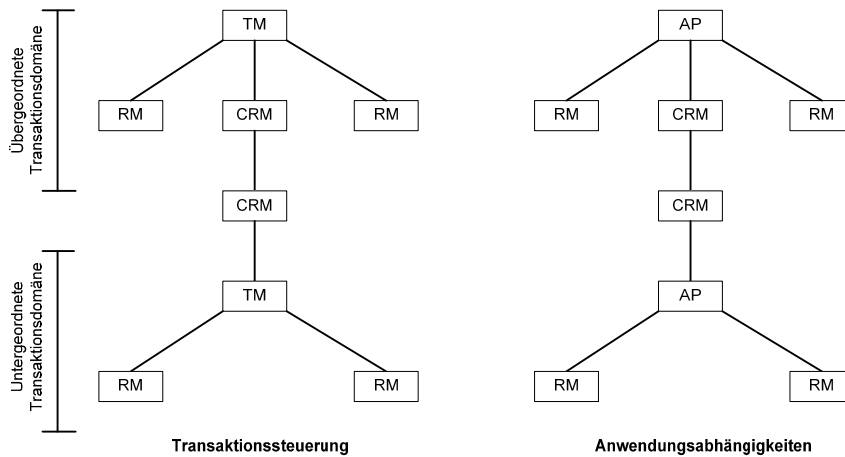 Übergeordnete
Transaktionsdomäne
TM
RM
CRM
RM
CRM
Untergeordnete
Transaktionsdomäne
TM
RM
RM
Transaktionssteuerung
AP
RM
CRM
RM
CRM
AP
RM
RM
Anwendungsabhängigkeiten